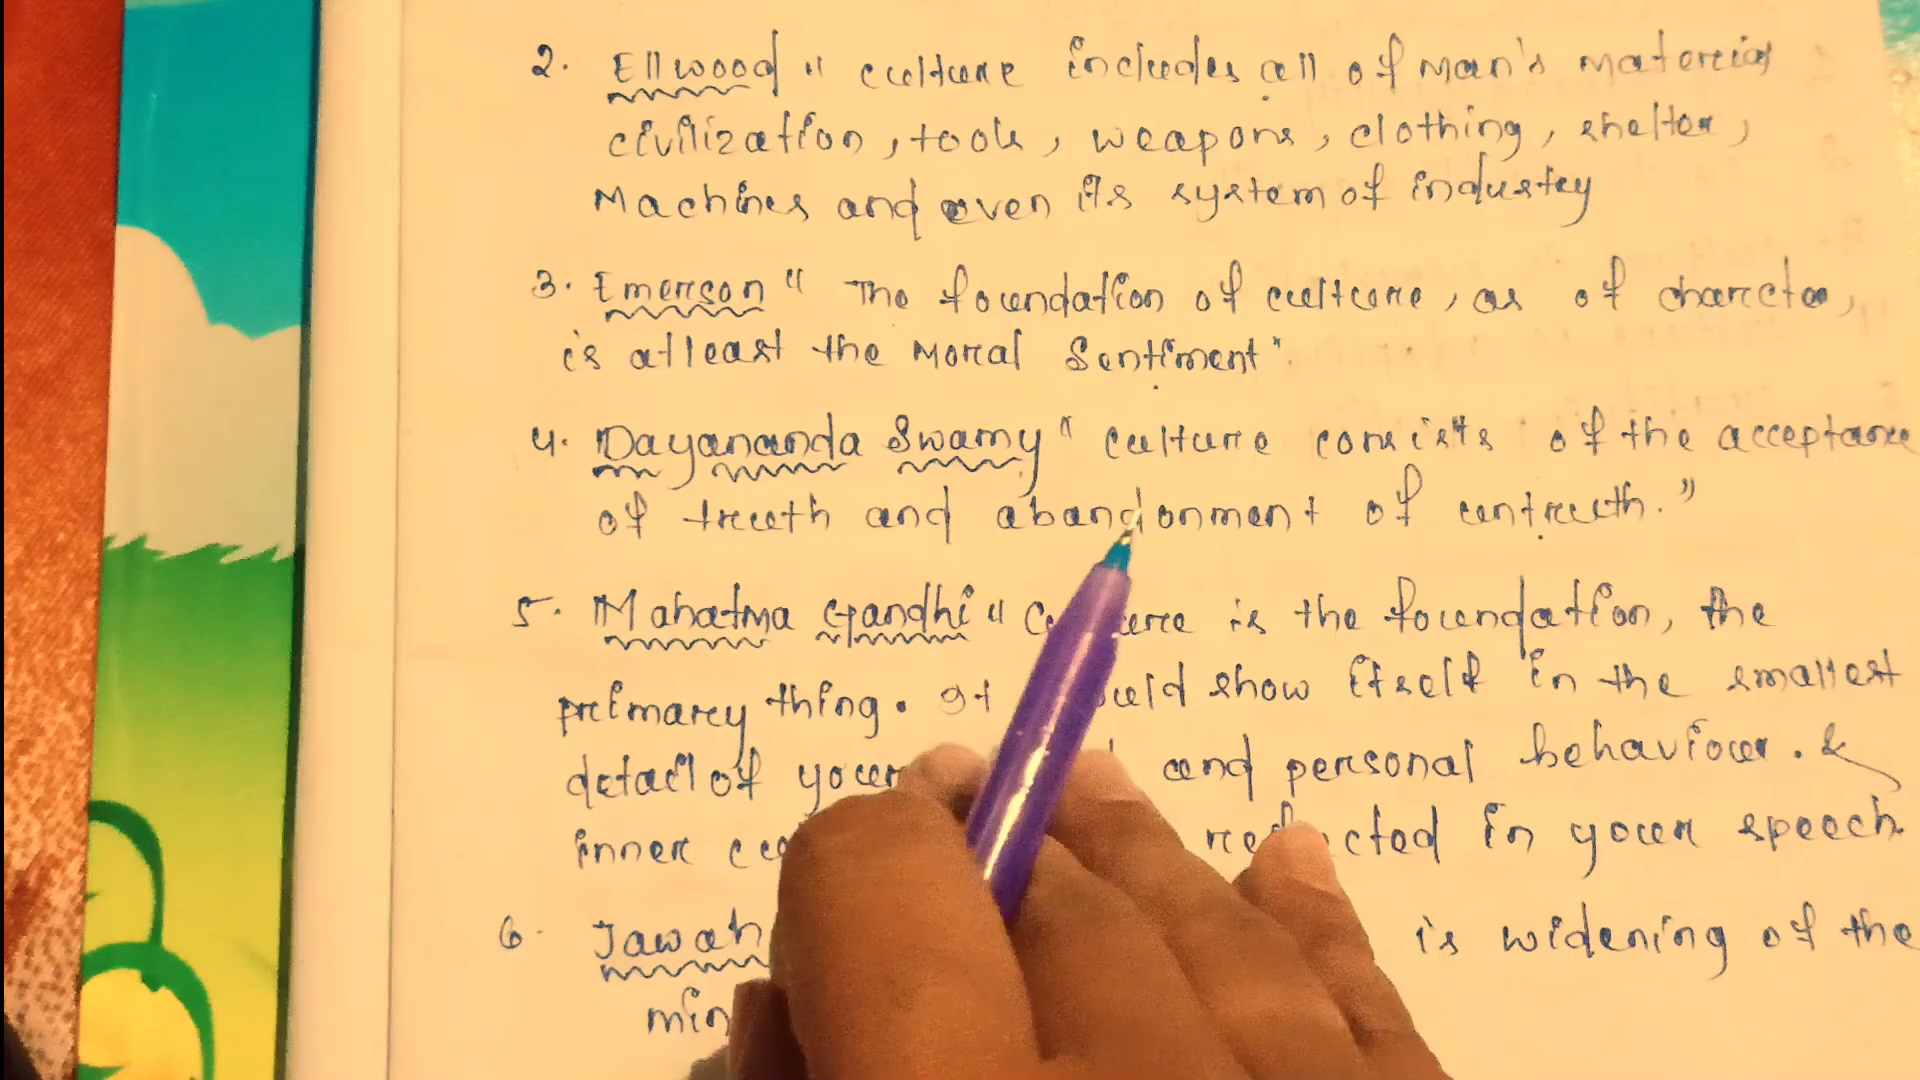 2. Ellwood " culture includes all of man's material
civilization, tools, weapons, clothing, shelter,
Machines and even its system of industry
3. Emerson " The foundation of culture, as of charcter,
is atleast the Moral Sentiment".
4. Dayananda Swamy " culture consists of the acceptance
of truth and abandonment of untruth."
5. Mahatma Gandhi " is the foundation, the
primary thing. It show itself in the smallest
detail of your and personal behaviour. &
inner in your speech.
6. is widening of the